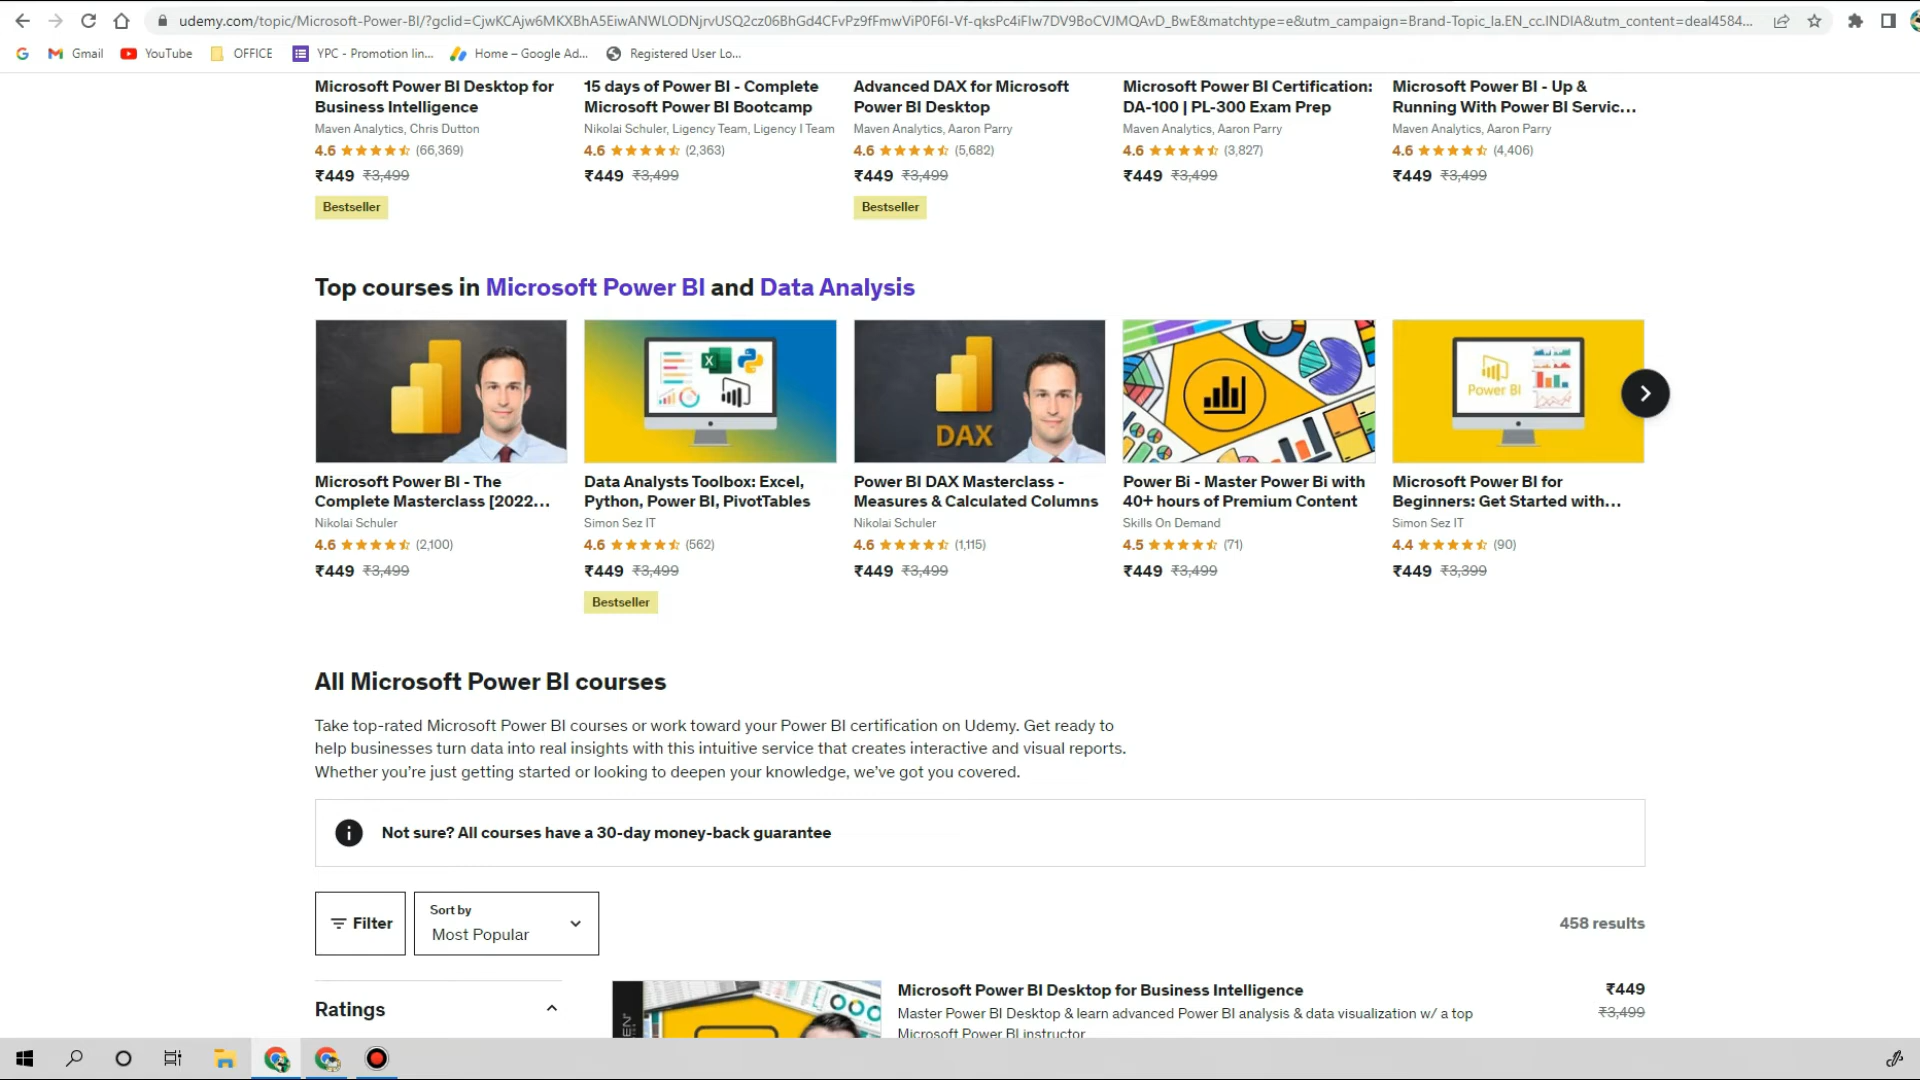 udemy.com/topic/Microsoft-Power-BI/?gclid=CjwKCAjw6MKXBhA5EiwANWLODNjrvUSQ2cz06BhGd4CFvPz9fFmwViP0F6I-Vf-qksPc4iFIw7DV9BoCVJMQAvD_BwE&matchtype=e&utm_campaign=Brand-Topic_la.EN_cc.INDIA&utm_content=deal4584...
Gmail YouTube OFFICE YPC - Promotion lin... Home – Google Ad... Registered User Lo...
Microsoft Power BI Desktop for Business Intelligence
Maven Analytics, Chris Dutton
4.6 (66,369)
₹449 ₹3,499
Bestseller
15 days of Power BI - Complete Microsoft Power BI Bootcamp
Nikolai Schuler, Ligency Team, Ligency I Team
4.6 (2,363)
₹449 ₹3,499
Advanced DAX for Microsoft Power BI Desktop
Maven Analytics, Aaron Parry
4.6 (5,682)
₹449 ₹3,499
Bestseller
Microsoft Power BI Certification: DA-100 | PL-300 Exam Prep
Maven Analytics, Aaron Parry
4.6 (3,827)
₹449 ₹3,499
Microsoft Power BI - Up & Running With Power BI Servic...
Maven Analytics, Aaron Parry
4.6 (4,406)
₹449 ₹3,499
Top courses in Microsoft Power BI and Data Analysis
DAX
Power BI
Microsoft Power BI - The Complete Masterclass [2022...
Nikolai Schuler
4.6 (2,100)
₹449 ₹3,499
Data Analysts Toolbox: Excel, Python, Power BI, PivotTables
Simon Sez IT
4.6 (562)
₹449 ₹3,499
Bestseller
Power BI DAX Masterclass - Measures & Calculated Columns
Nikolai Schuler
4.6 (1,115)
₹449 ₹3,499
Power Bi - Master Power Bi with 40+ hours of Premium Content
Skills On Demand
4.5 (71)
₹449 ₹3,499
Microsoft Power BI for Beginners: Get Started with...
Simon Sez IT
4.4 (90)
₹449 ₹3,399
All Microsoft Power BI courses
Take top-rated Microsoft Power BI courses or work toward your Power BI certification on Udemy. Get ready to
help businesses turn data into real insights with this intuitive service that creates interactive and visual reports.
Whether you're just getting started or looking to deepen your knowledge, we've got you covered.
Not sure? All courses have a 30-day money-back guarantee
Filter
Sort by
Most Popular
458 results
Ratings
Microsoft Power BI Desktop for Business Intelligence
₹449
Master Power BI Desktop & learn advanced Power BI analysis & data visualization w/ a top
₹3,499
Microsoft Power BI instructor